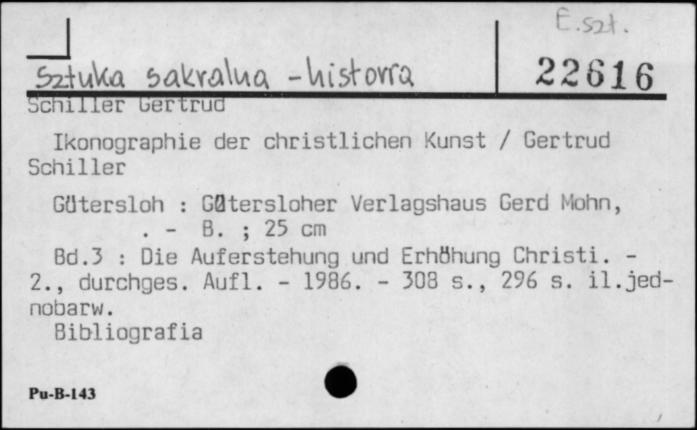 E.szt.
Sztuka sakralna - historia
22616
Schiller Gertrud
Ikonographie der christlichen Kunst / Gertrud
Schiller
Gütersloh : Gütersloher Verlagshaus Gerd Mohn,
. - B. ; 25 cm
Bd.3 : Die Auferstehung und Erhöhung Christi. -
2., durchges. Aufl. - 1986. - 308 s., 296 s. il.jed-
nobarw.
Bibliografia
Pu-B-143